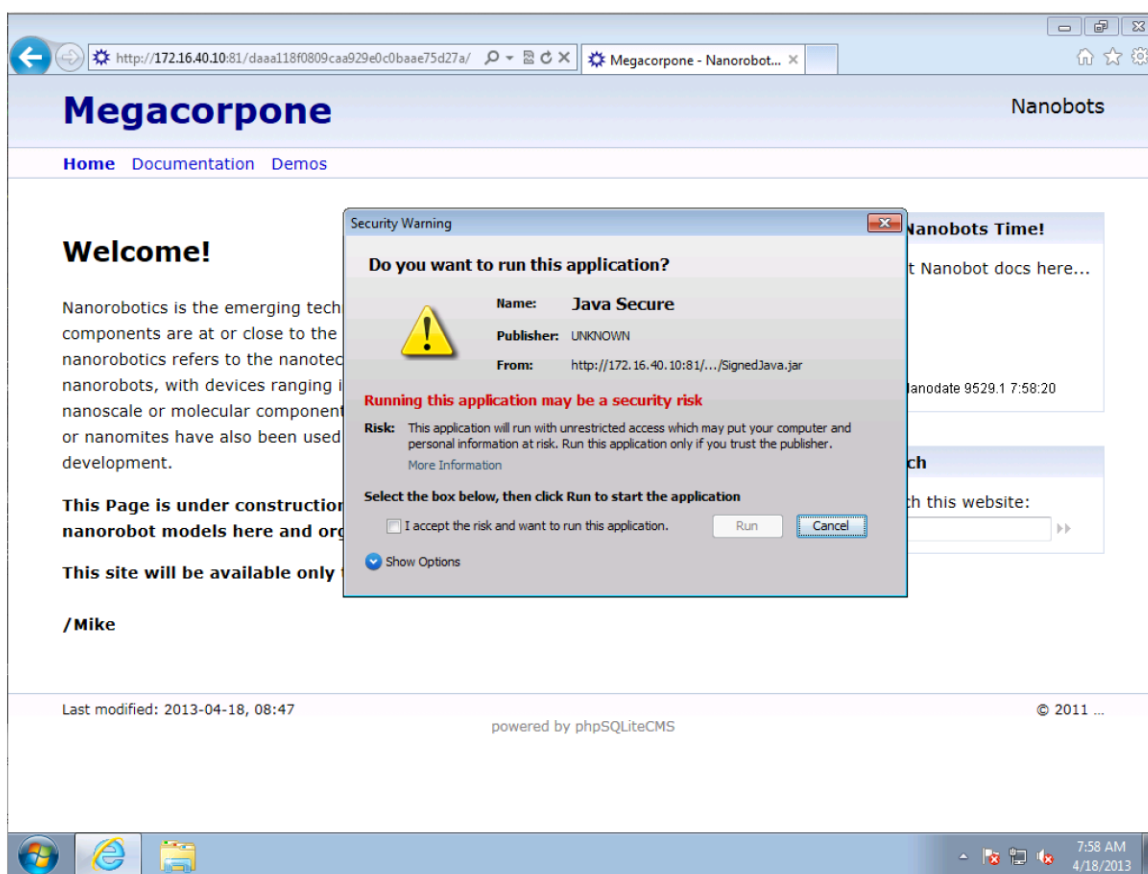 http://172.16.40.10:81/daaa118f0809caa929e0c0baae75d27a/
Megacorpone - Nanorobot...
Megacorpone
Nanobots
Home Documentation Demos
Welcome!
Nanorobotics is the emerging tech
components are at or close to the
nanorobotics refers to the nanotec
nanorobots, with devices ranging i
nanoscale or molecular component
or nanomites have also been used
development.
This Page is under construction
nanorobot models here and org
This site will be available only
/Mike
Security Warning
Do you want to run this application?
Name: Java Secure
Publisher: UNKNOWN
From: http://172.16.40.10:81/.../SignedJava.jar
Running this application may be a security risk
Risk: This application will run with unrestricted access which may put your computer and
personal information at risk. Run this application only if you trust the publisher.
More Information
Select the box below, then click Run to start the application
I accept the risk and want to run this application.
Run
Cancel
Show Options
Nanobots Time!
t Nanobot docs here...
anodate 9529.1 7:58:20
ch
ch this website:
Last modified: 2013-04-18, 08:47
© 2011 ...
powered by phpSQLiteCMS
7:58 AM
4/18/2013